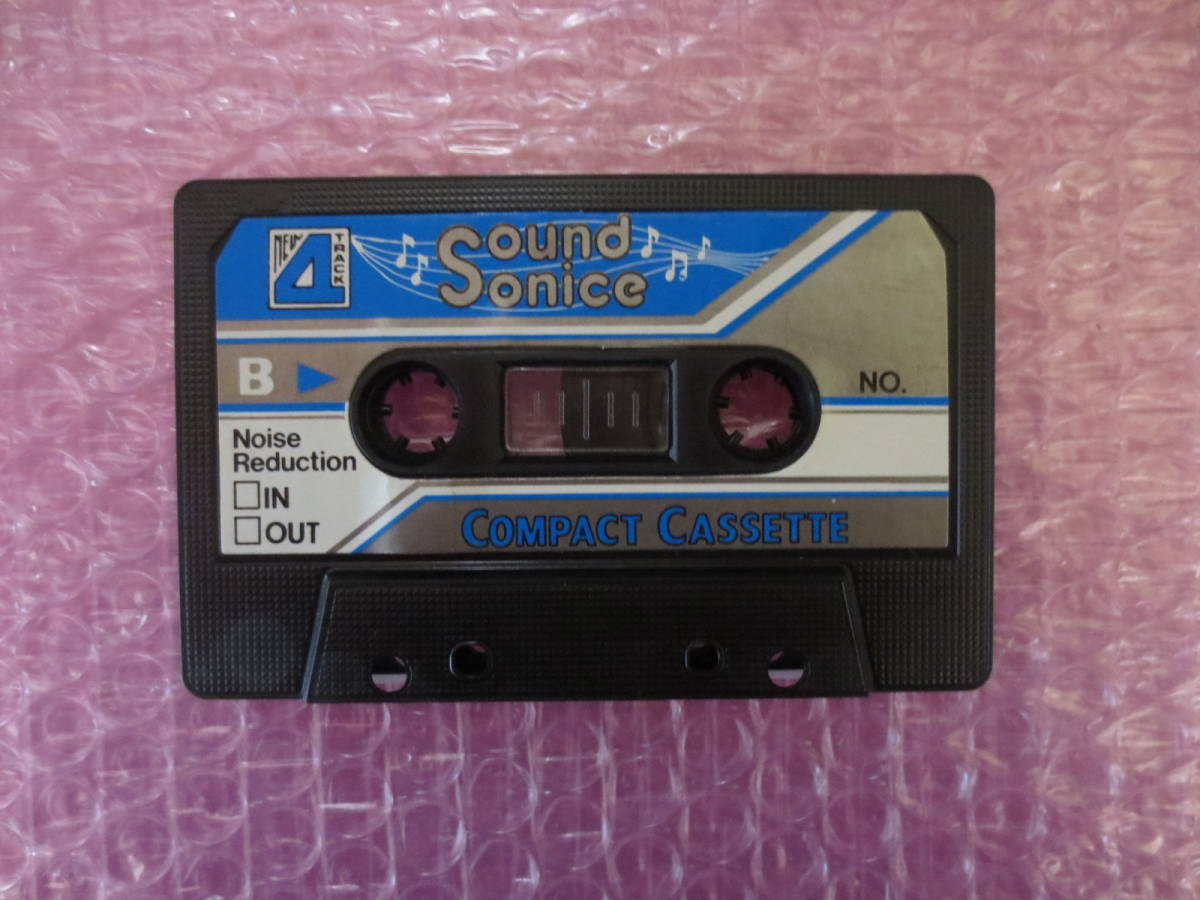 NEW 4 TRACK
Sound
Sonice
B
NO.
Noise
Reduction
IN
OUT
COMPACT CASSETTE